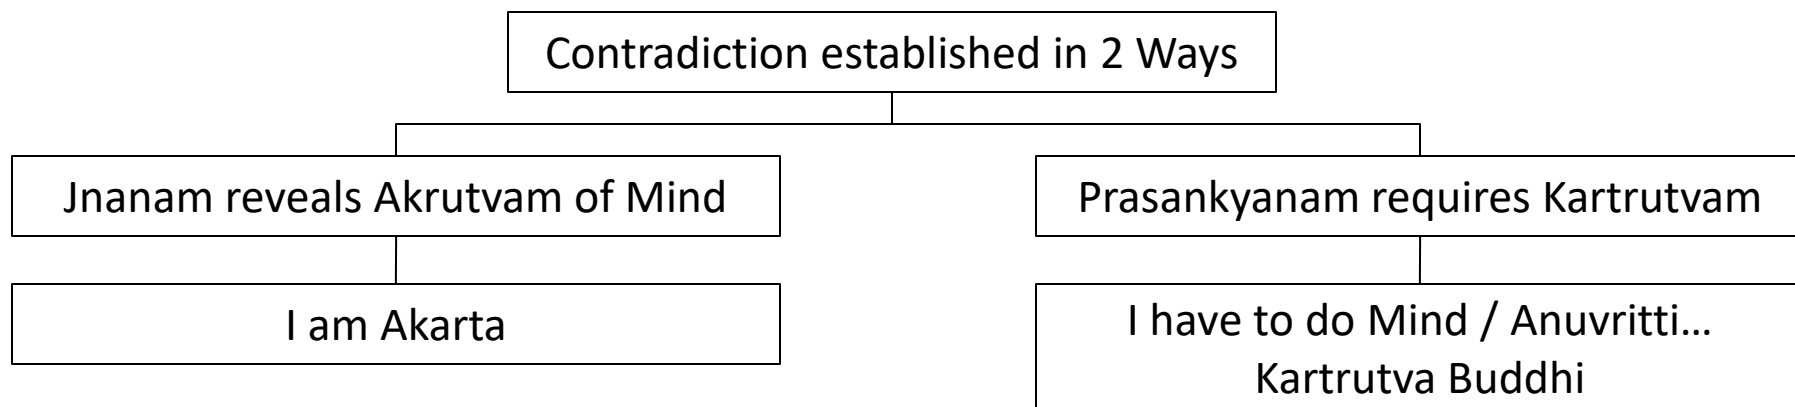 Contradiction established in 2 Ways
Jnanam reveals Akrutvam of Mind
I am Akarta
Prasankyanam requires Kartrutvam
I have to do Mind / Anuvritti…
Kartrutva Buddhi